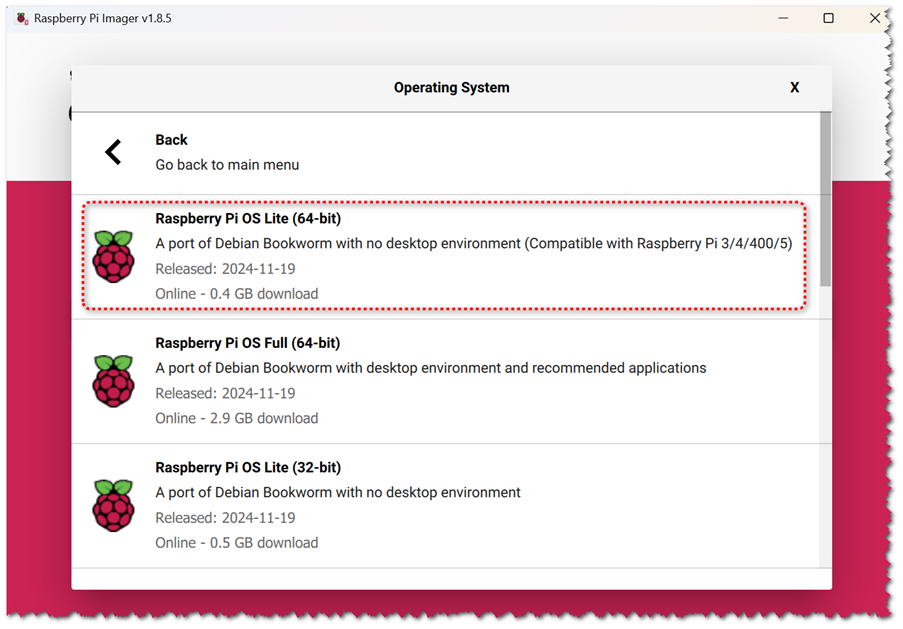 Raspberry Pi Imager v1.8.5
Operating System
X
Back
Go back to main menu
Raspberry Pi OS Lite (64-bit)
A port of Debian Bookworm with no desktop environment (Compatible with Raspberry Pi 3/4/400/5)
Released: 2024-11-19
Online - 0.4 GB download
Raspberry Pi OS Full (64-bit)
A port of Debian Bookworm with desktop environment and recommended applications
Released: 2024-11-19
Online - 2.9 GB download
Raspberry Pi OS Lite (32-bit)
A port of Debian Bookworm with no desktop environment
Released: 2024-11-19
Online - 0.5 GB download